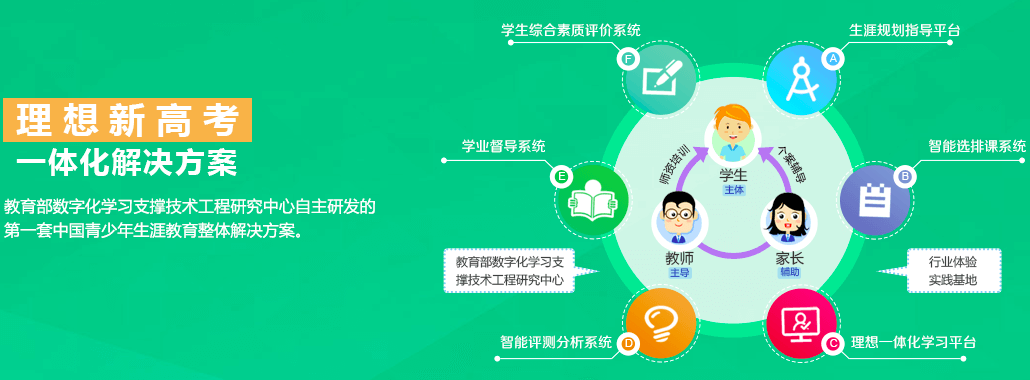 理想新高考
一体化解决方案
教育部数字化学习支撑技术工程研究中心自主研发的
第一套中国青少年生涯教育整体解决方案。
学生综合素质评价系统
F
生涯规划指导平台
A
学业督导系统
E
智能选排课系统
B
师资培训
个案辅导
学生
主体
教师
主导
家长
辅助
教育部数字化学习支
撑技术工程研究中心
行业体验
实践基地
智能评测分析系统
D
理想一体化学习平台
C